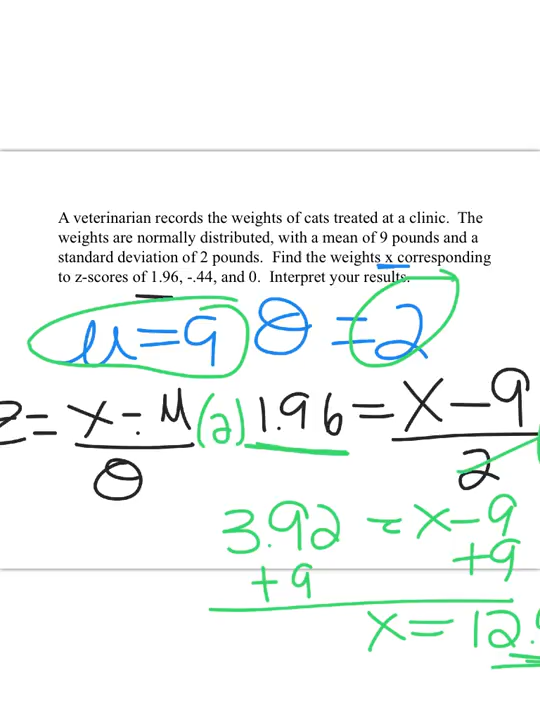 A veterinarian records the weights of cats treated at a clinic. The
weights are normally distributed, with a mean of 9 pounds and a
standard deviation of 2 pounds. Find the weights x corresponding
to z-scores of 1.96, -.44, and 0. Interpret your results.
μ=9 θ=2
z = x - μ / θ (2) 1.96 = x - 9 / 2
3.92 = x - 9
+9 +9
x = 12.9